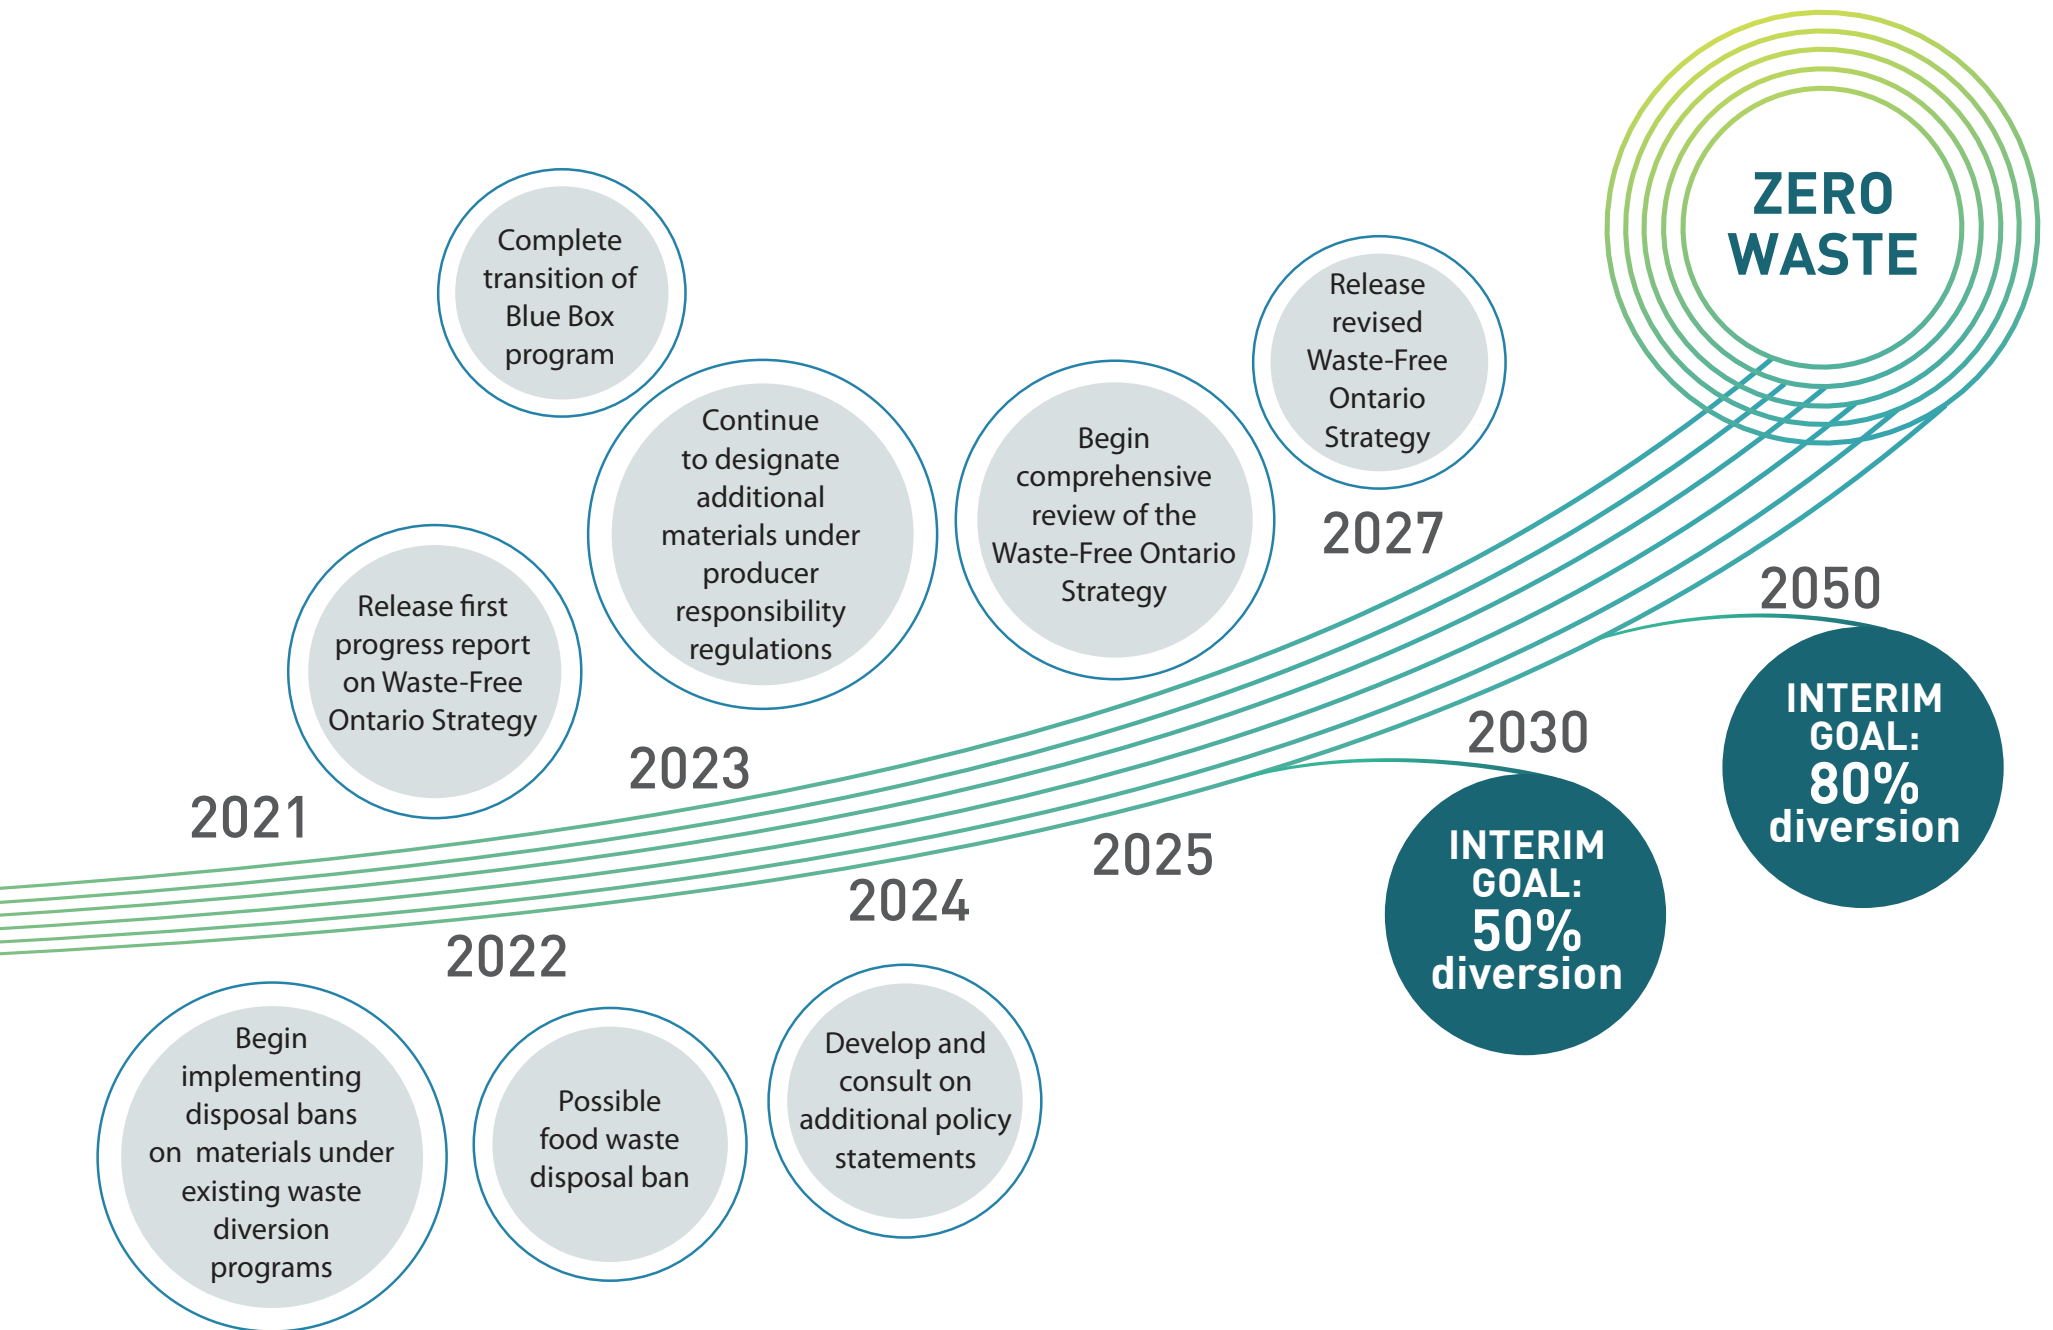 ZERO
WASTE
Complete
transition of
Blue Box
program
Release
revised
Waste-Free
Ontario
Strategy
2027
Continue
to designate
additional
materials under
producer
responsibility
regulations
2023
Begin
comprehensive
review of the
Waste-Free Ontario
Strategy
2025
Release first
progress report
on Waste-Free
Ontario Strategy
2021
2022
2024
2030
2050
INTERIM
GOAL:
80%
diversion
INTERIM
GOAL:
50%
diversion
Begin
implementing
disposal bans
on  materials under
existing waste
diversion
programs
Possible
food waste
disposal ban
Develop and
consult on
additional policy
statements